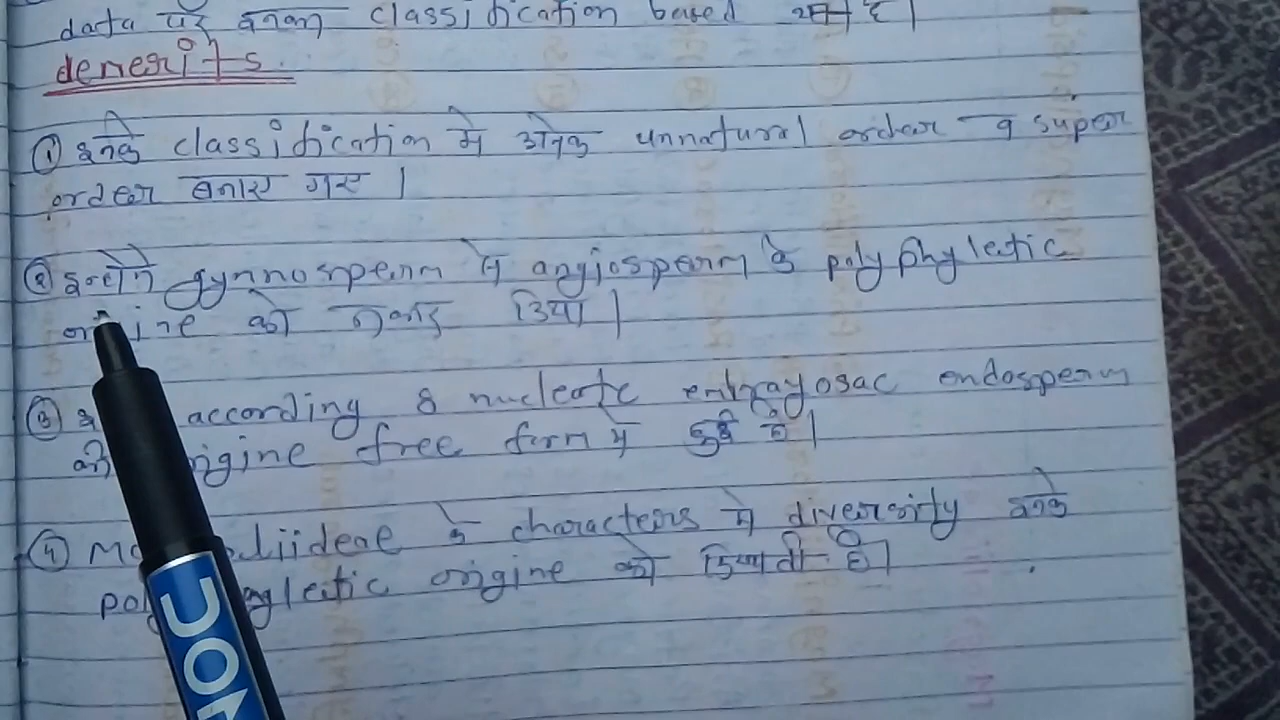 data पर इनका classification based था है।
demerits.
① इनके classification मे अनेक unnatural order व super
order बनाए गए ।
② इन्होने gymnosperm से angiosperm के polyphyletic
को नकार दिया ।
③ according 8 nucleate embryosac endosperm
की origine free form में हुई है।
④ के characters मे diversity इनके
origine को दिखाती है।